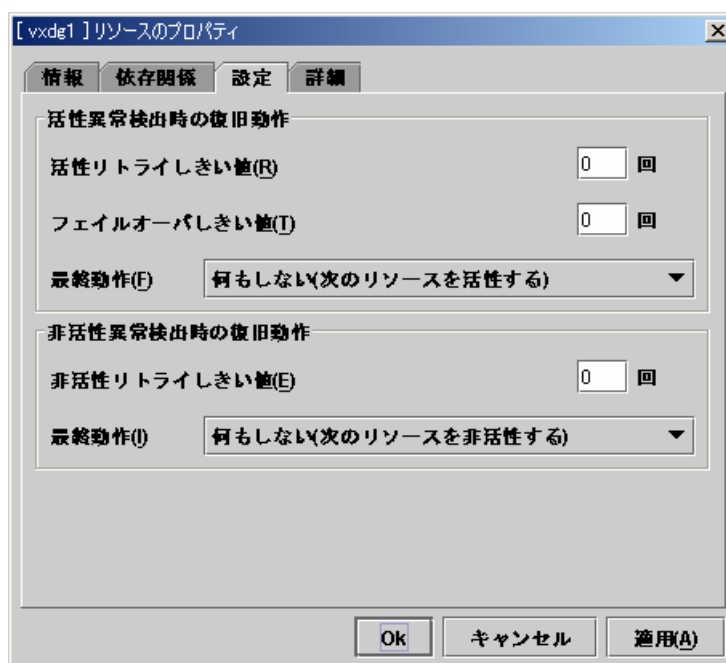 [ vxdg1 ]リソースのプロパティ
情報 依存関係 設定 詳細
活性異常検出時の復旧動作
活性リトライしきい値(R) 0 回
フェイルオーバしきい値(T) 0 回
最終動作(F) 何もしない(次のリソースを活性する)
非活性異常検出時の復旧動作
非活性リトライしきい値(E) 0 回
最終動作(I) 何もしない(次のリソースを非活性する)
Ok キャンセル 適用(A)